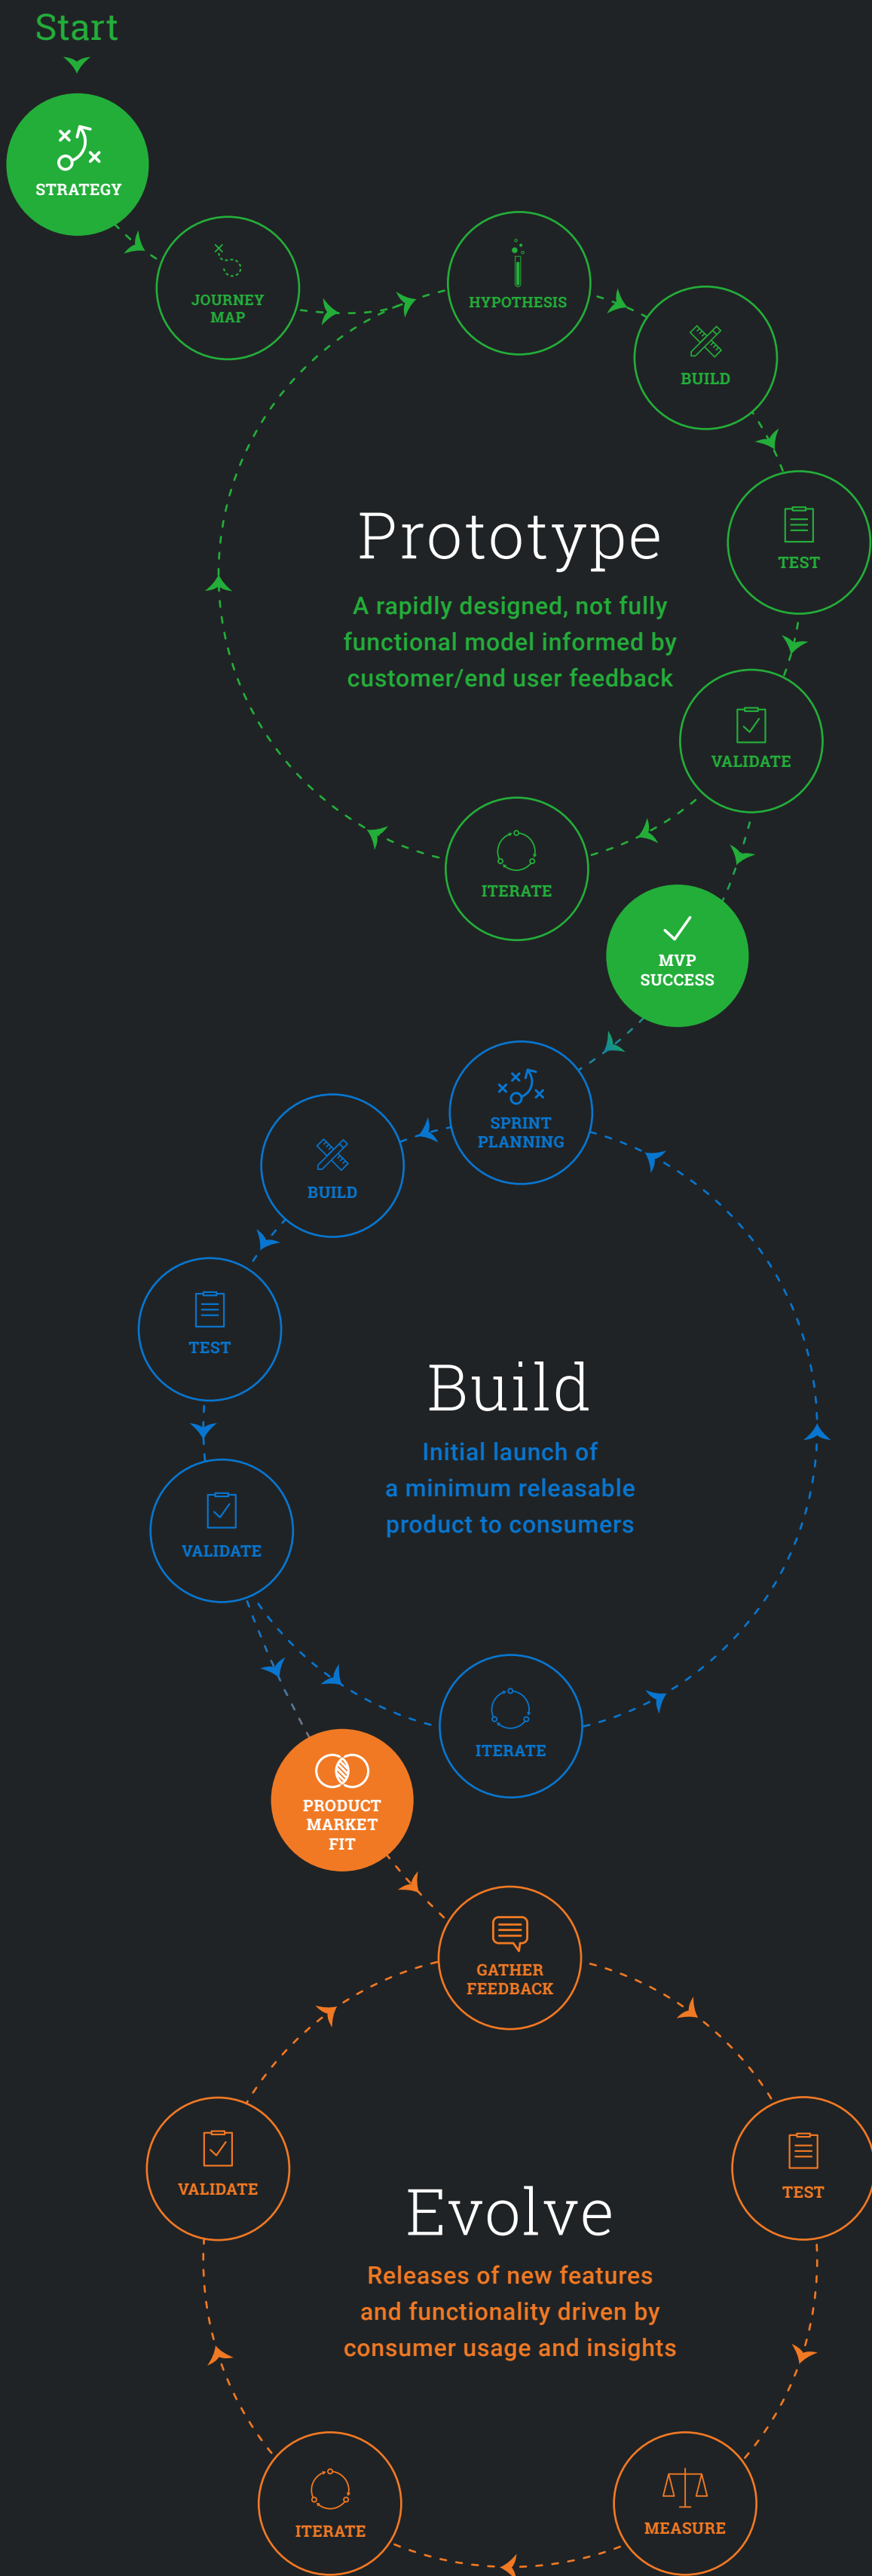 Start
STRATEGY
JOURNEY
MAP
HYPOTHESIS
BUILD
TEST
Prototype
A rapidly designed, not fully
functional model informed by
customer/end user feedback
VALIDATE
ITERATE
MVP
SUCCESS
SPRINT
PLANNING
BUILD
TEST
Build
Initial launch of
a minimum releasable
product to consumers
VALIDATE
ITERATE
PRODUCT
MARKET
FIT
GATHER
FEEDBACK
VALIDATE
TEST
Evolve
Releases of new features
and functionality driven by
consumer usage and insights
ITERATE
MEASURE